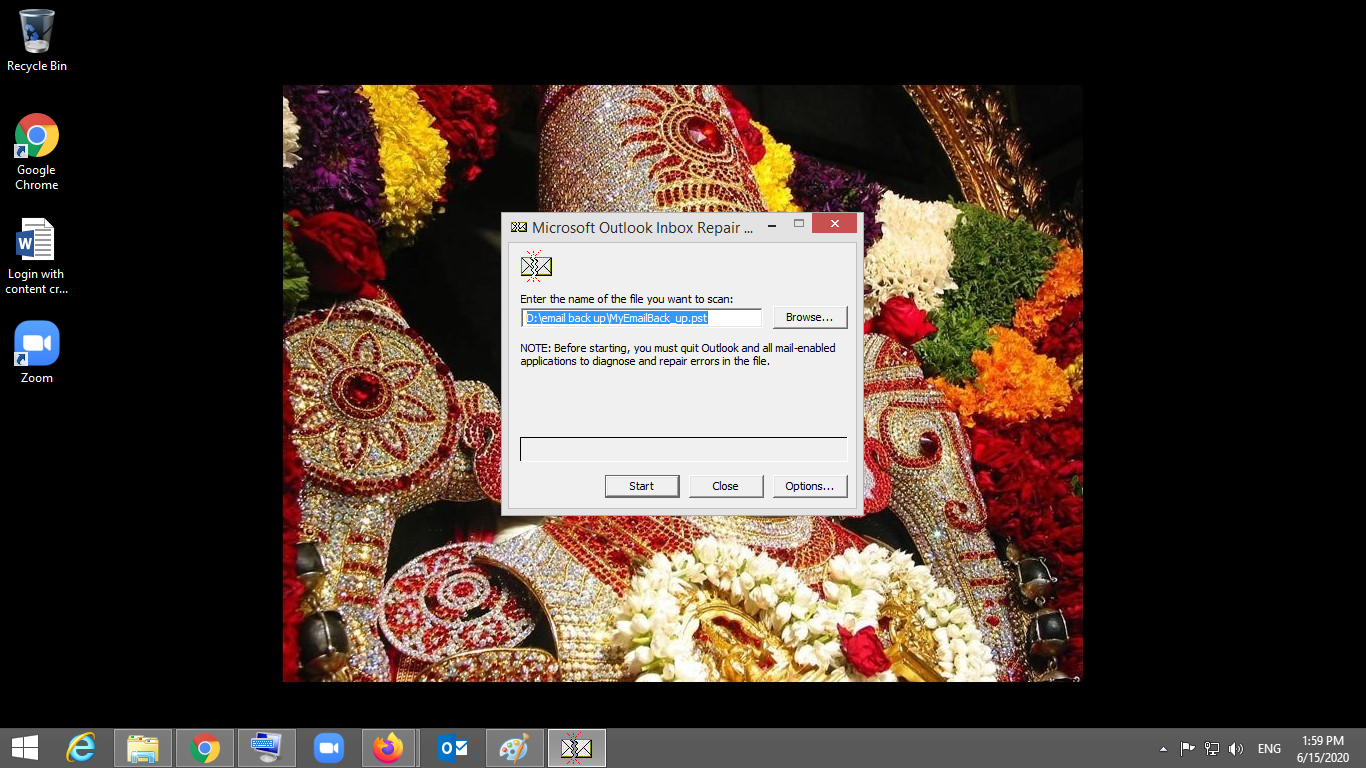 Recycle Bin
Google
Chrome
Login with
content cr...
Zoom
Microsoft Outlook Inbox Repair ...
Enter the name of the file you want to scan:
D:\email back up\MyEmailBack_up.pst
Browse...
NOTE: Before starting, you must quit Outlook and all mail-enabled
applications to diagnose and repair errors in the file.
Start
Close
Options...
ENG
1:59 PM
6/15/2020